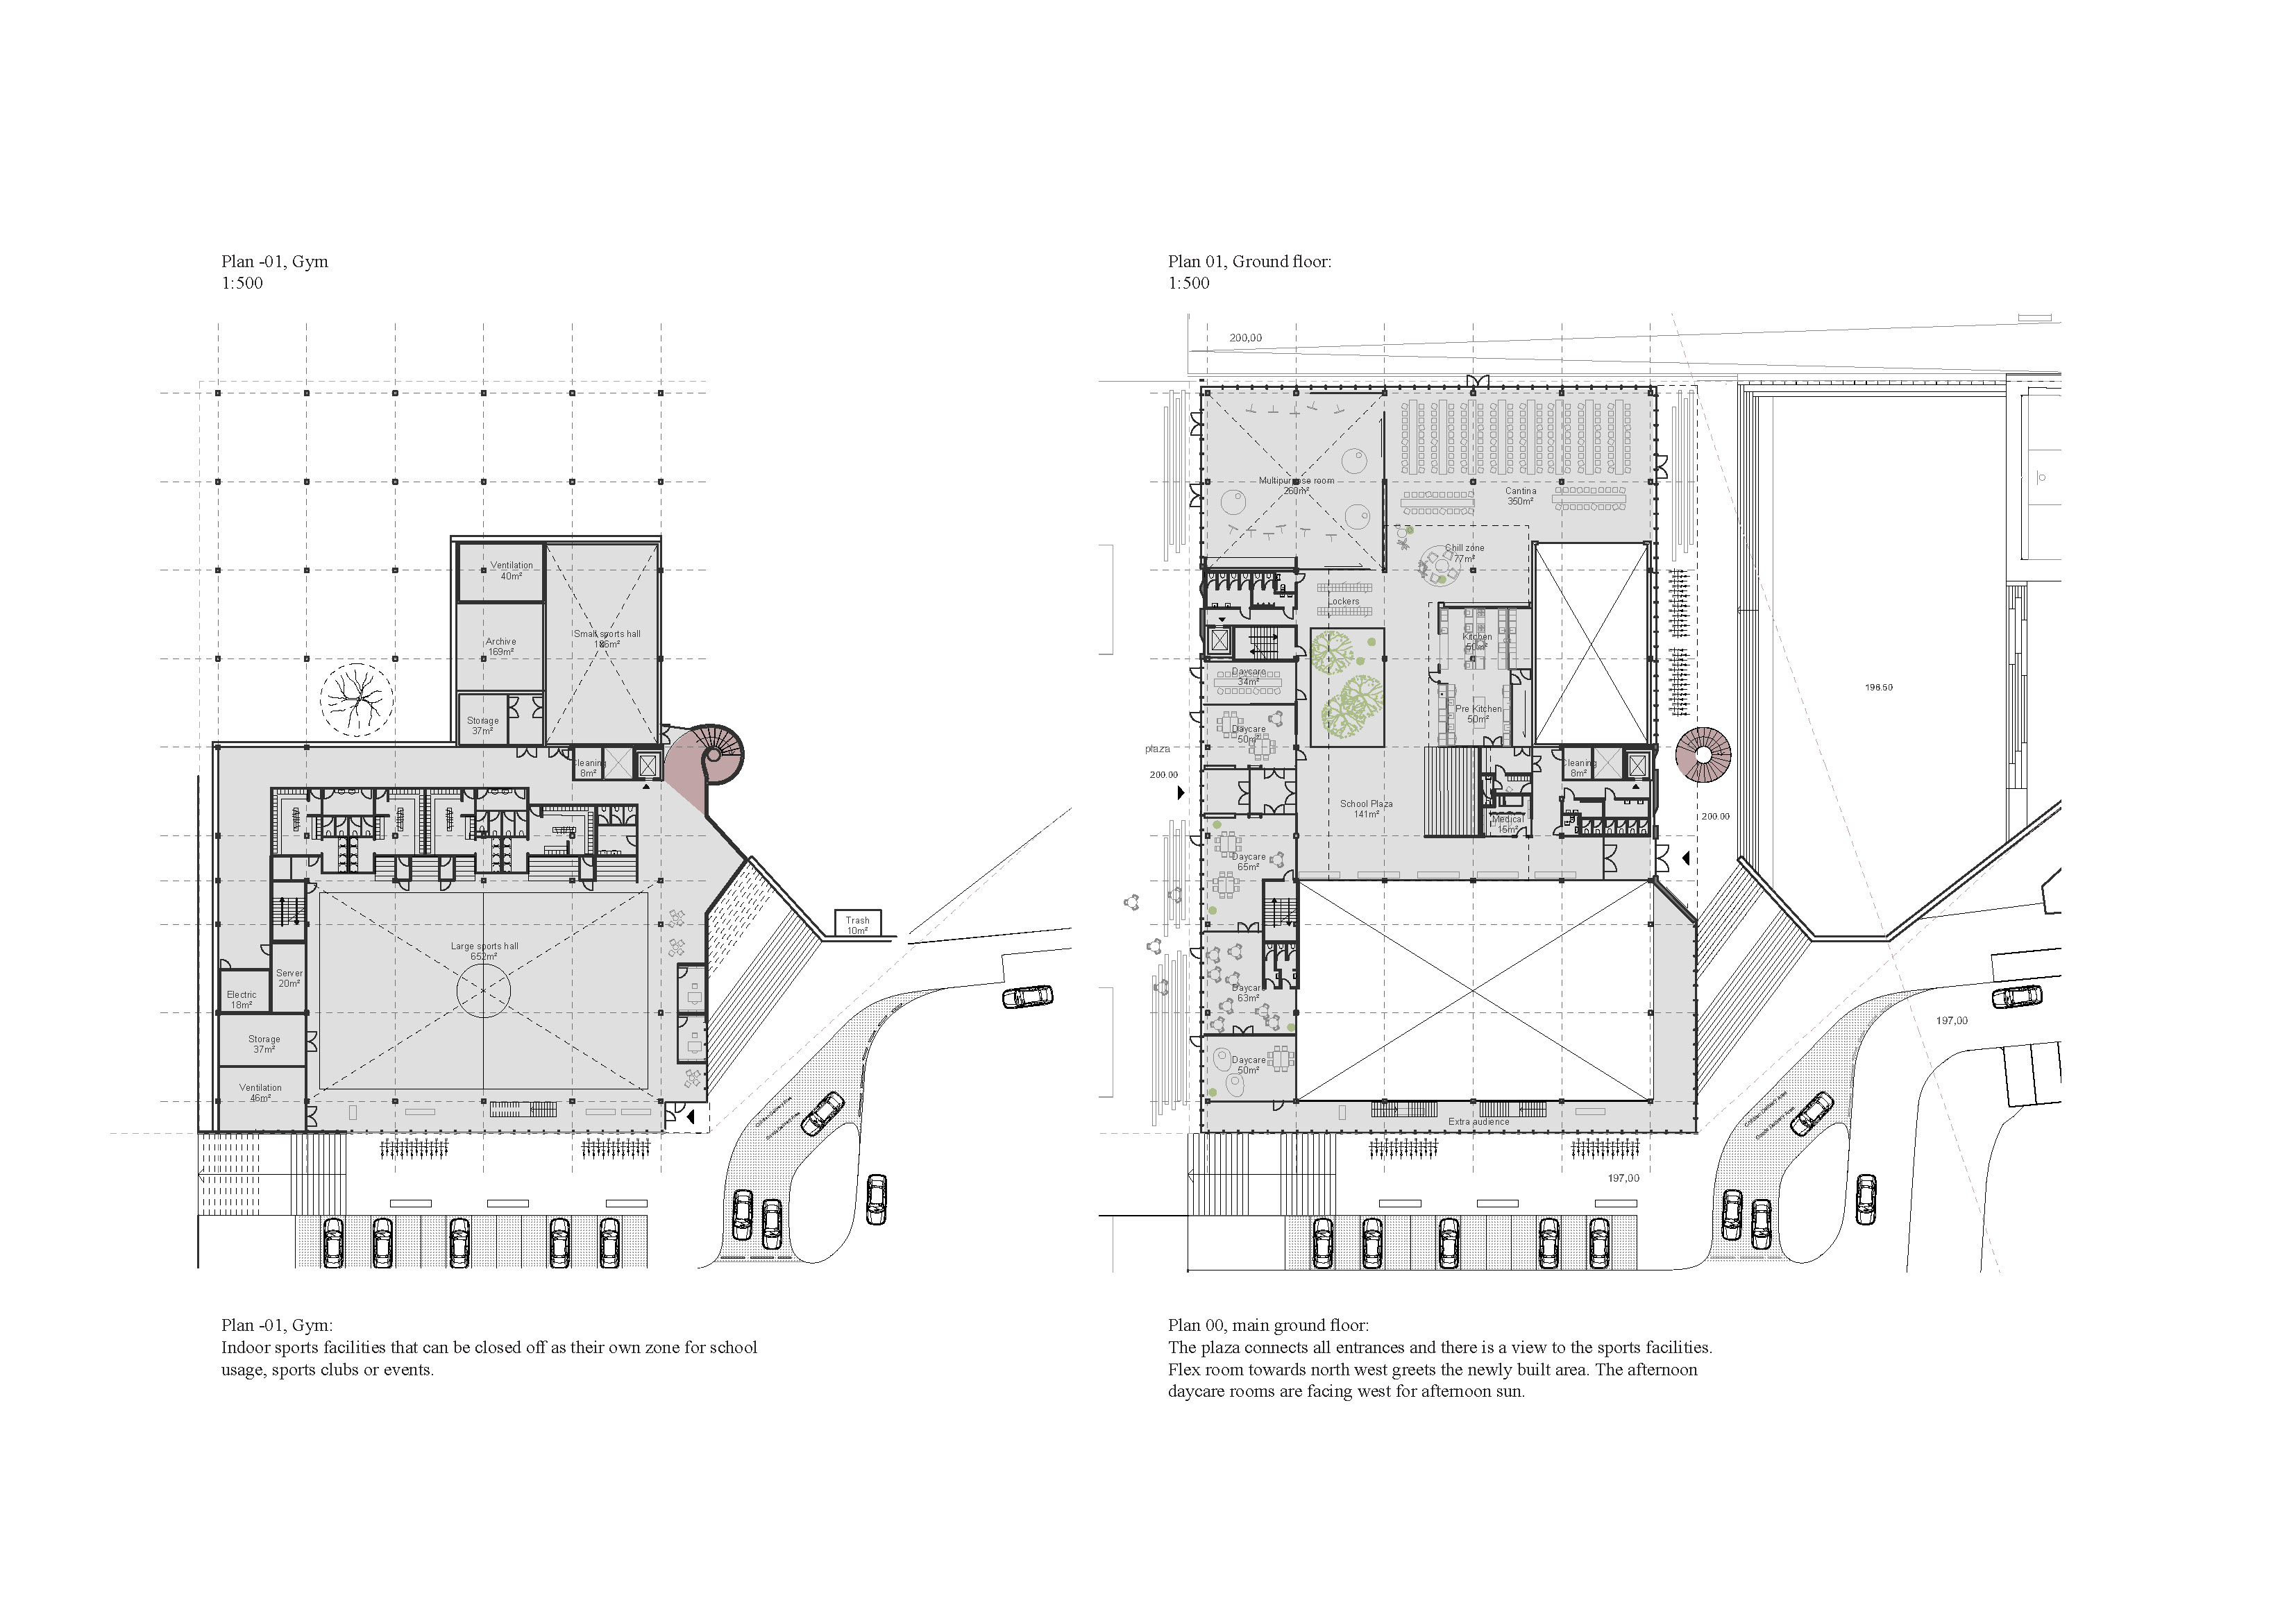 Plan -01, Gym
1:500
Ventilation
40m²
Archive
169m²
Small sports hall
186m²
Storage
37m²
Cleaning
8m²
Large sports hall
652m²
Server
20m²
Electric
18m²
Storage
37m²
Ventilation
46m²
Trash
10m²
Plan -01, Gym:
Indoor sports facilities that can be closed off as their own zone for school
usage, sports clubs or events.
Plan 01, Ground floor:
1:500
200,00
Multipurpose room
260m²
Cantina
350m²
Chill zone
77m²
Lockers
Kitchen
50m²
Daycare
34m²
Pre Kitchen
50m²
Daycare
50m²
plaza
200.00
Cleaning
8m²
School Plaza
141m²
Medical
15m²
200.00
198.50
Daycare
65m²
Daycare
63m²
Daycare
50m²
Extra audience
197,00
197,00
Plan 00, main ground floor:
The plaza connects all entrances and there is a view to the sports facilities.
Flex room towards north west greets the newly built area. The afternoon
daycare rooms are facing west for afternoon sun.